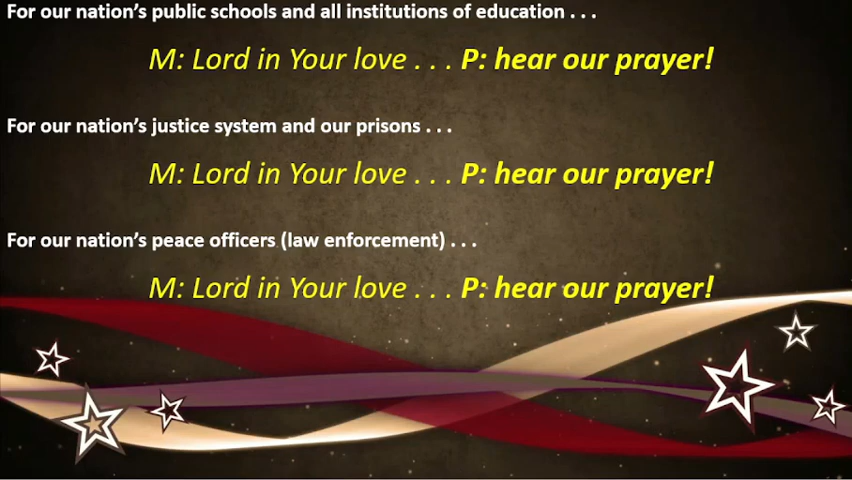 For our nation’s public schools and all institutions of education . . .
M: Lord in Your love . . . P: hear our prayer!
For our nation’s justice system and our prisons . . .
M: Lord in Your love . . . P: hear our prayer!
For our nation’s peace officers (law enforcement) . . .
M: Lord in Your love . . . P: hear our prayer!